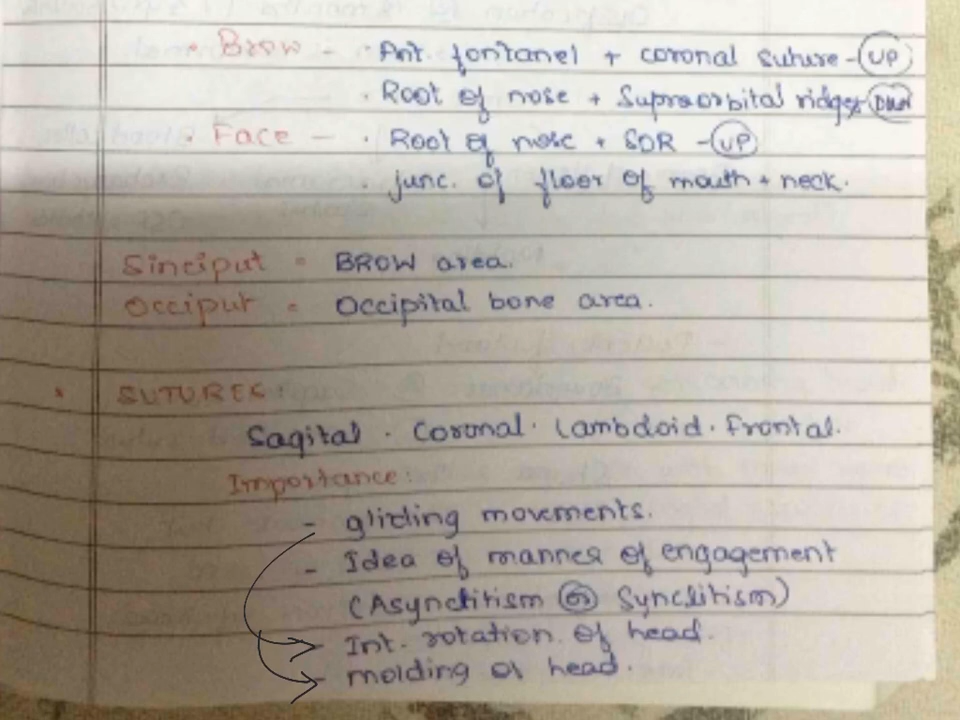 · Brow - · Ant. fontanel + coronal suture - UP
· Root of nose + Supraorbital ridges
· Face - · Root of nose + SOR - UP
· junc. of floor of mouth + neck.
Sinciput = BROW area.
Occiput = Occipital bone area.
· SUTURES
Sagital · Coronal · Lambdoid · Frontal.
Importance:
- gliding movements.
- Idea of manner of engagement
(Asynclitism or Synclitism)
- Int. rotation of head.
- molding of head.